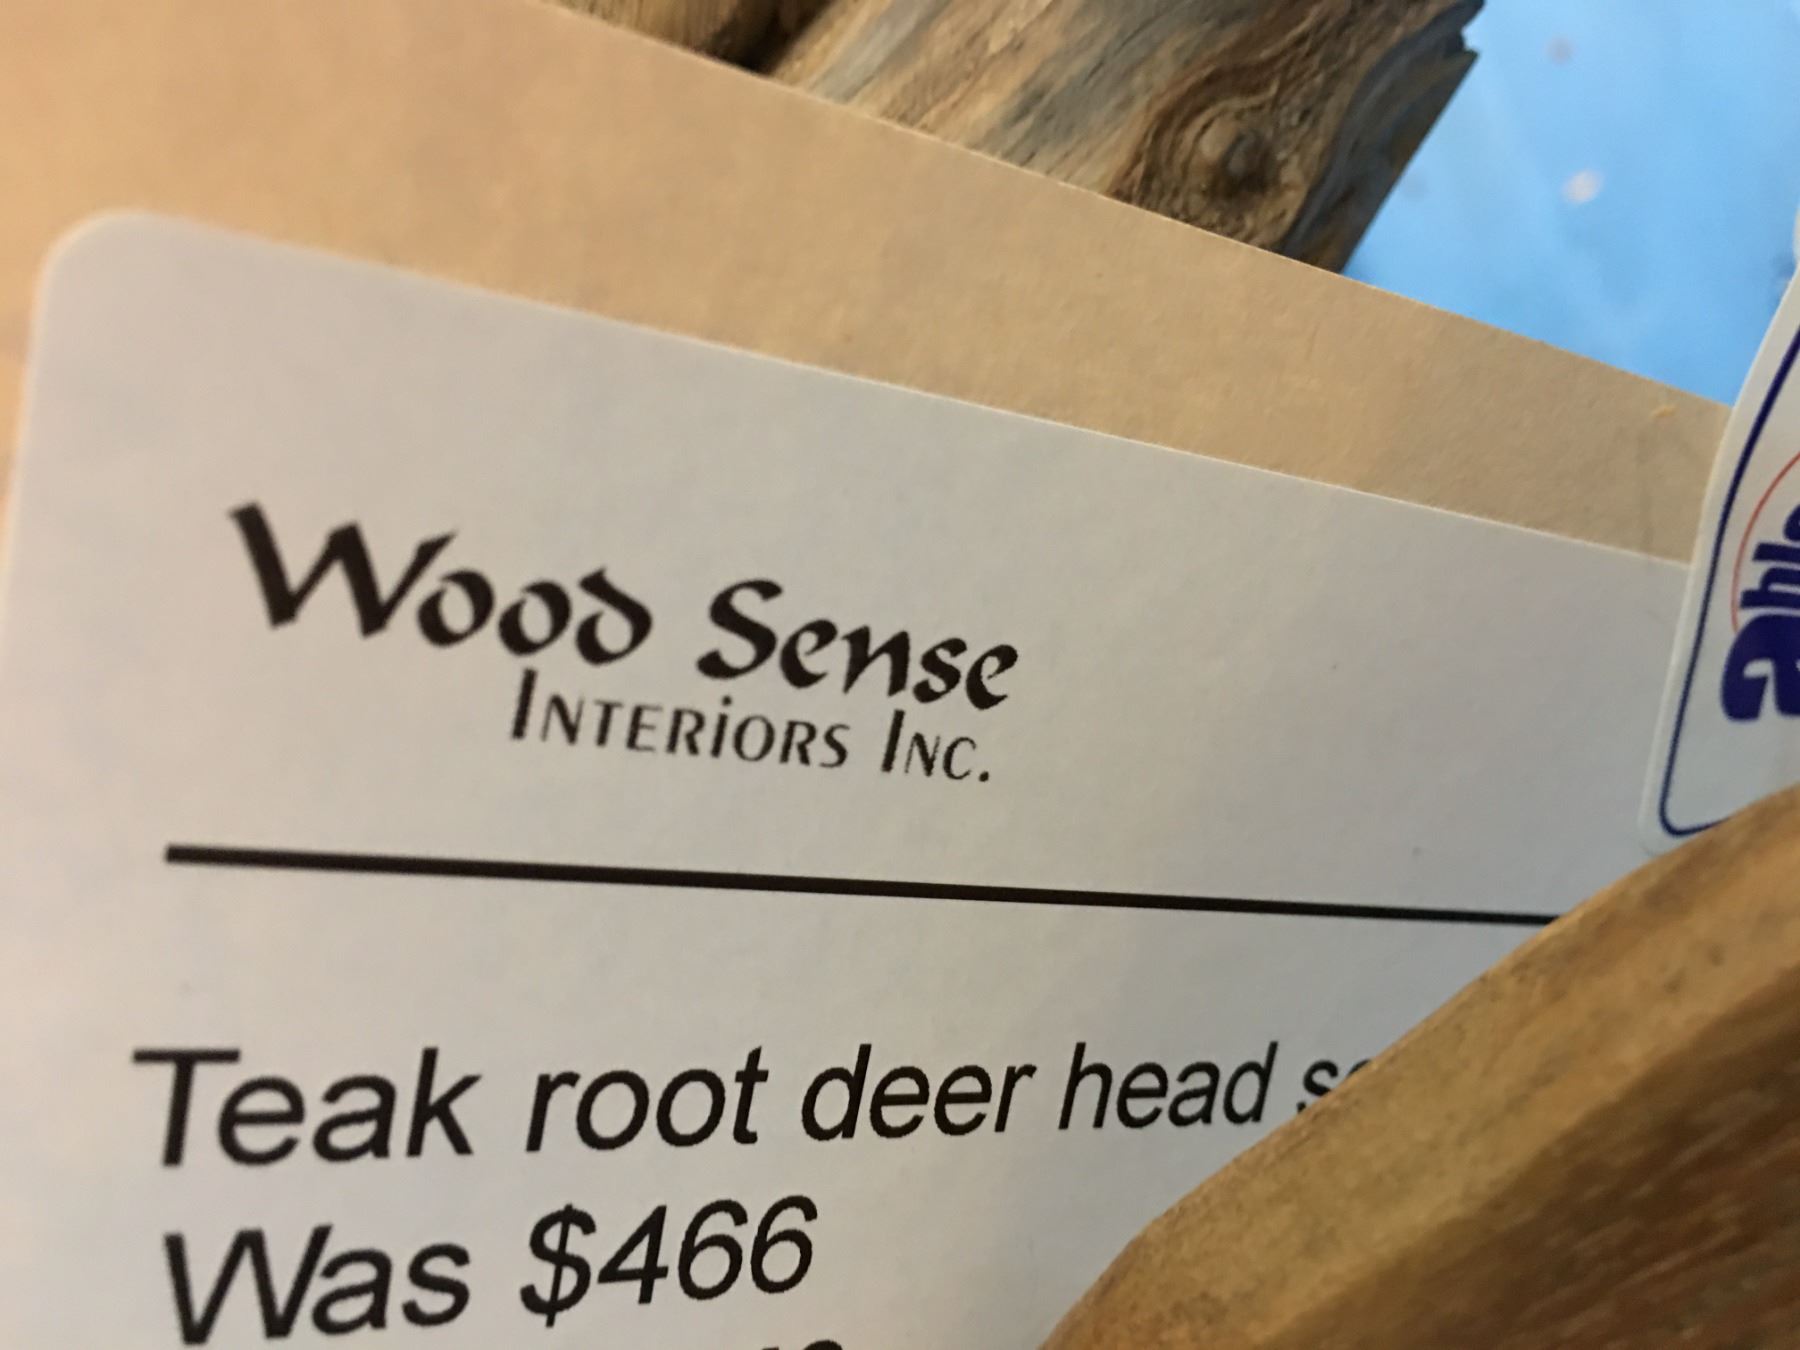 Wood Sense
Interiors Inc.
Teak root deer head
Was $466